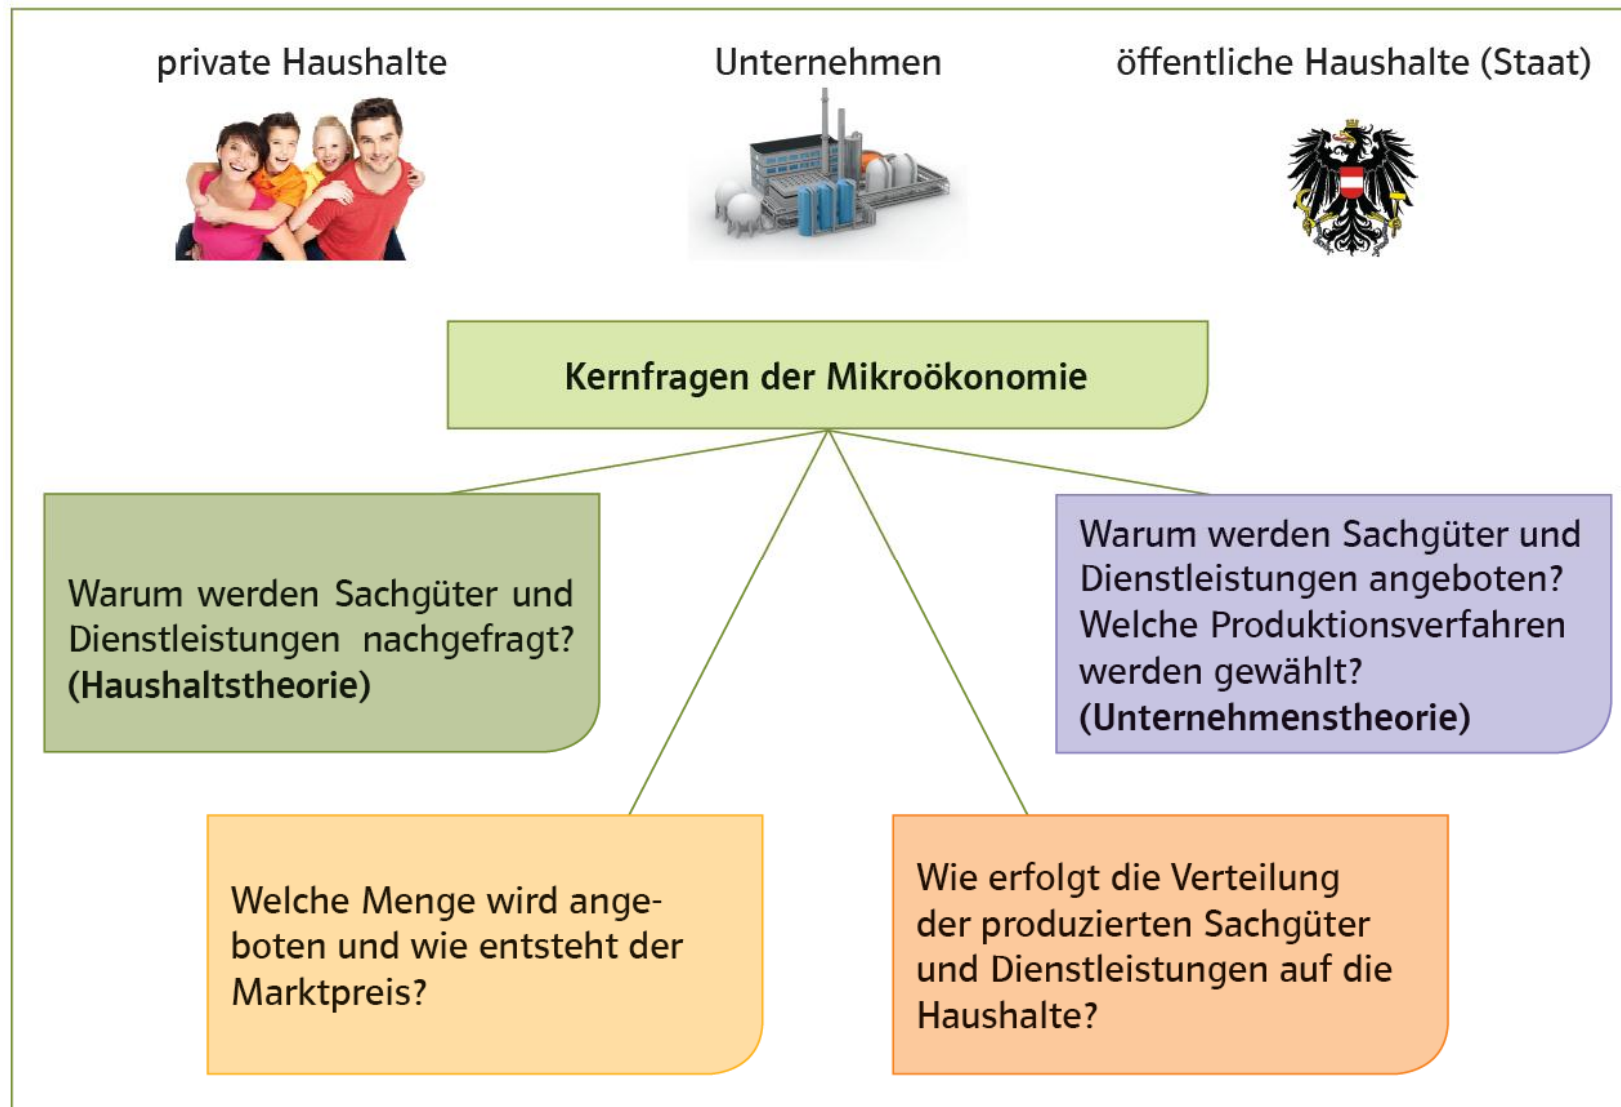 private Haushalte
Unternehmen
öffentliche Haushalte (Staat)
Kernfragen der Mikroökonomie
Warum werden Sachgüter und
Dienstleistungen nachgefragt?
(Haushaltstheorie)
Warum werden Sachgüter und
Dienstleistungen angeboten?
Welche Produktionsverfahren
werden gewählt?
(Unternehmenstheorie)
Welche Menge wird ange-
boten und wie entsteht der
Marktpreis?
Wie erfolgt die Verteilung
der produzierten Sachgüter
und Dienstleistungen auf die
Haushalte?